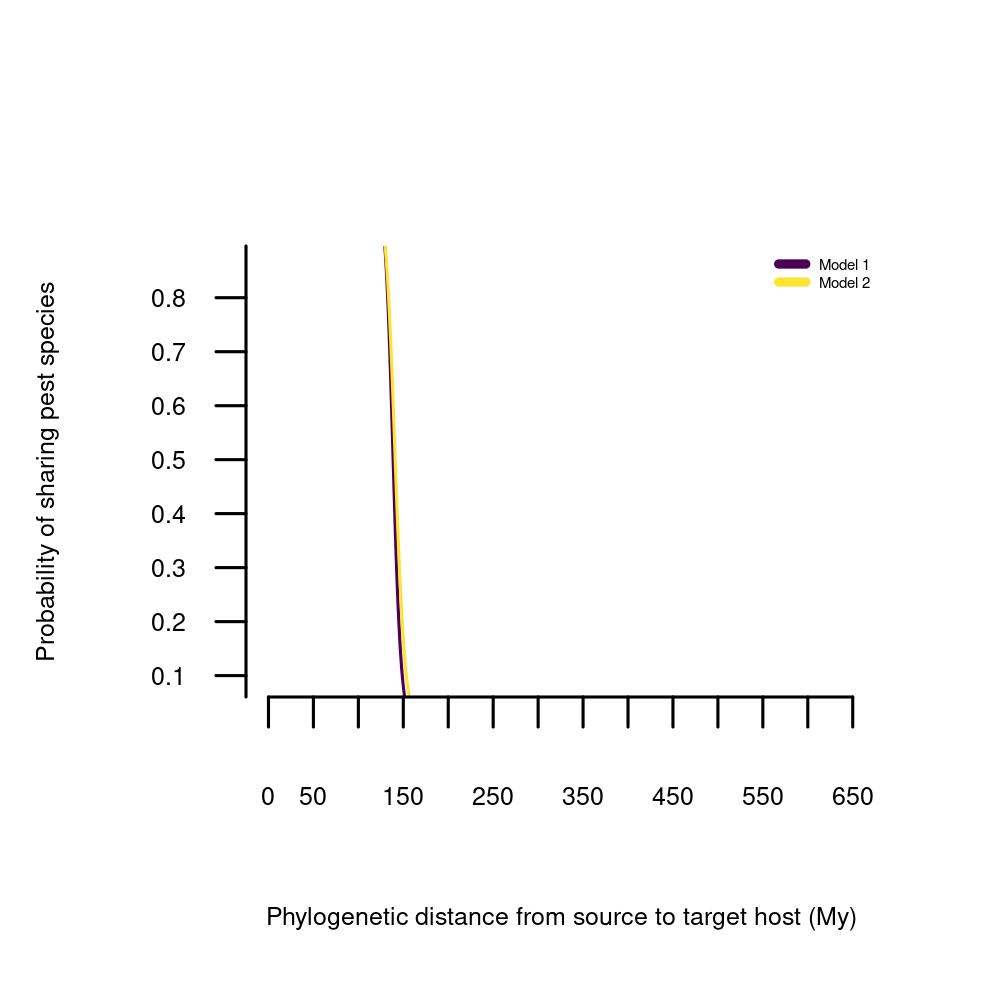 Probability of sharing pest species
0.8
0.7
0.6
0.5
0.4
0.3
0.2
0.1
Model 1
Model 2
0 50 150 250 350 450 550 650
Phylogenetic distance from source to target host (My)